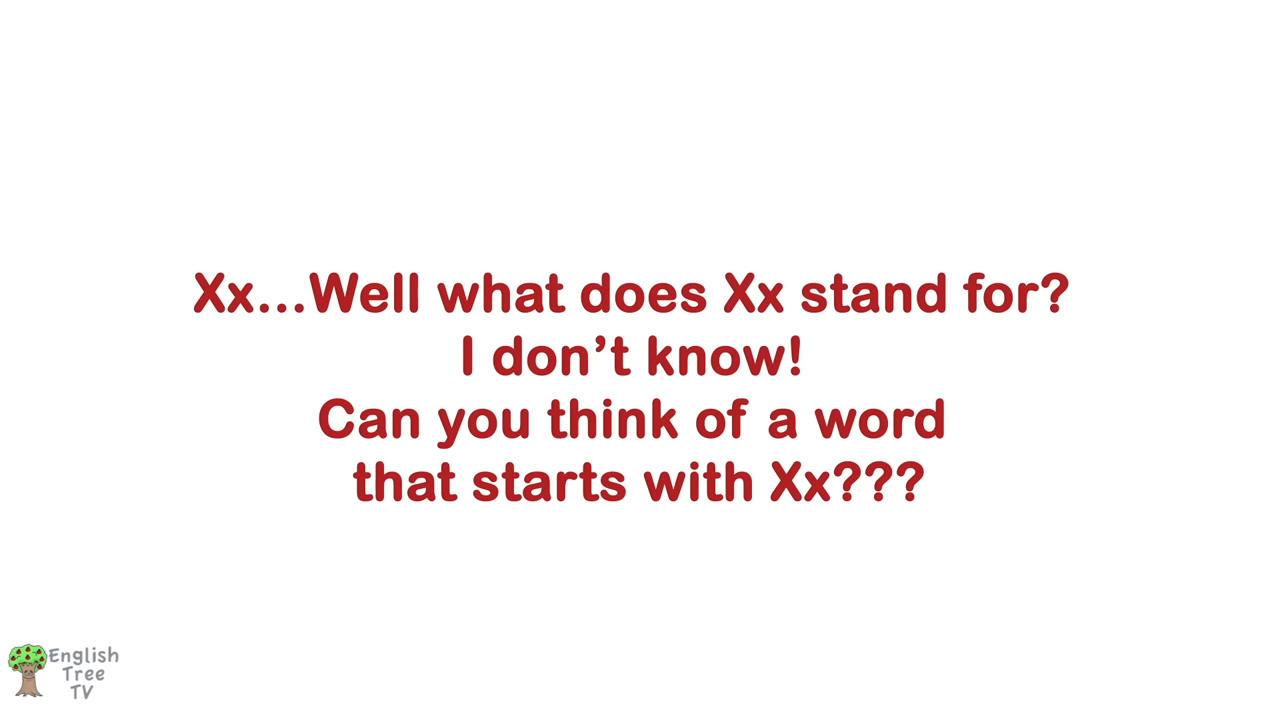 Xx...Well what does Xx stand for?
I don’t know!
Can you think of a word
that starts with Xx???
English
Tree
TV